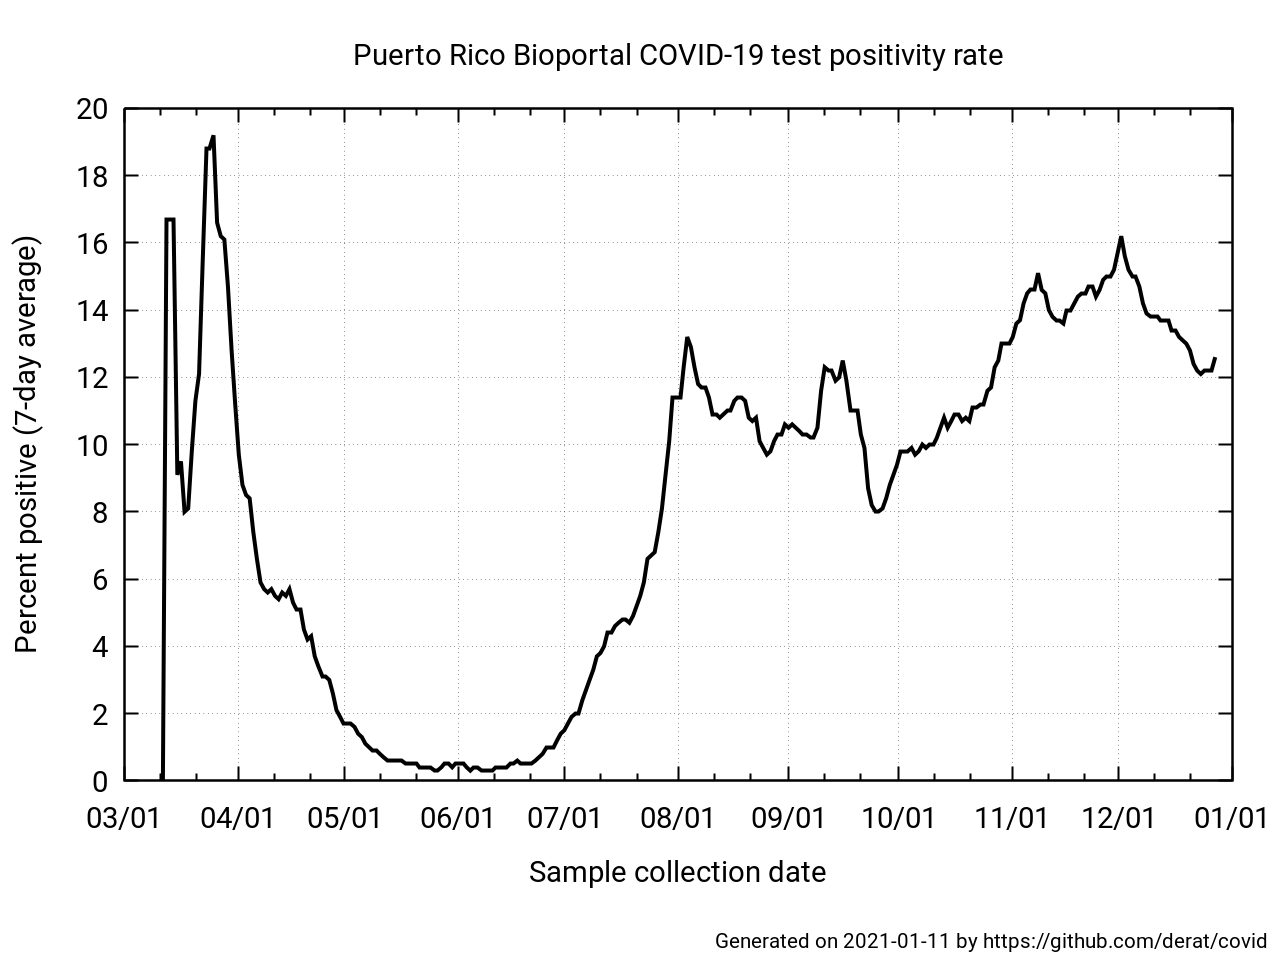 Puerto Rico Bioportal COVID-19 test positivity rate
20
18
16
14
12
10
8
6
4
2
0
Percent positive (7-day average)
03/01 04/01 05/01 06/01 07/01 08/01 09/01 10/01 11/01 12/01 01/01
Sample collection date
Generated on 2021-01-11 by https://github.com/derat/covid